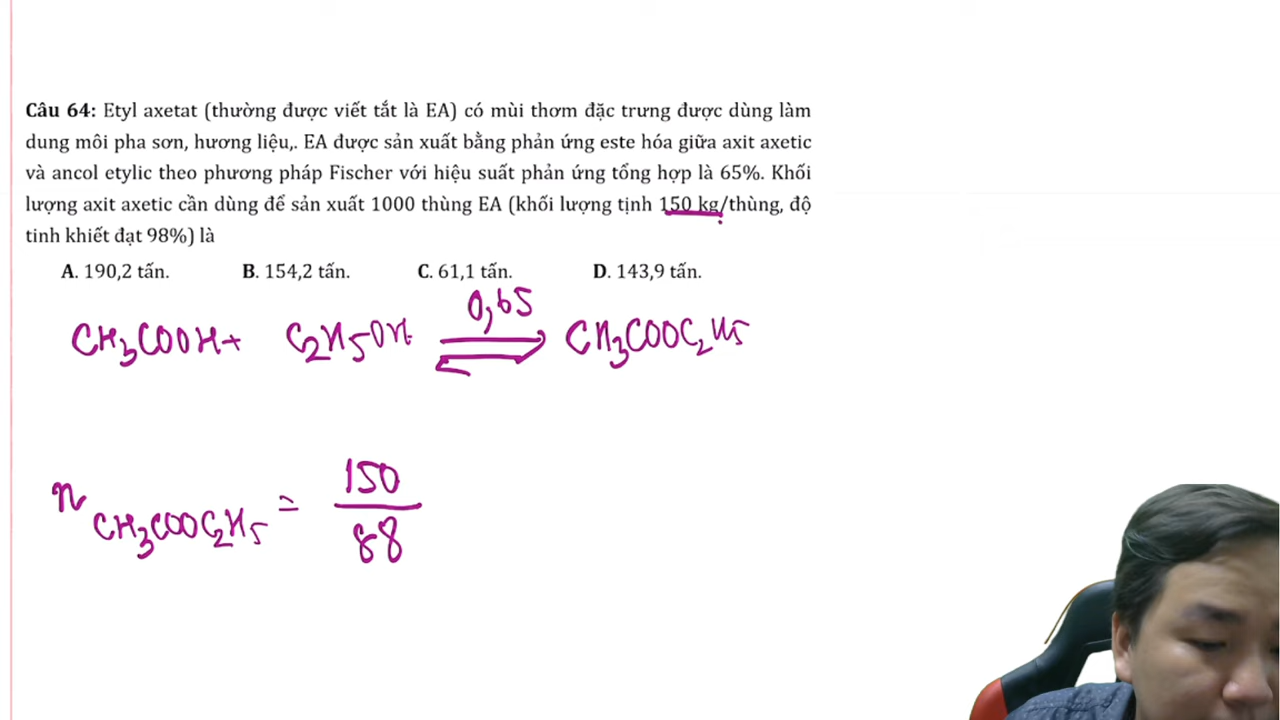 Câu 64: Etyl axetat (thường được viết tắt là EA) có mùi thơm đặc trưng được dùng làm
dung môi pha sơn, hương liệu,. EA được sản xuất bằng phản ứng este hóa giữa axit axetic
và ancol etylic theo phương pháp Fischer với hiệu suất phản ứng tổng hợp là 65%. Khối
lượng axit axetic cần dùng để sản xuất 1000 thùng EA (khối lượng tịnh 150 kg/thùng, độ
tinh khiết đạt 98%) là
A. 190,2 tấn. B. 154,2 tấn. C. 61,1 tấn. D. 143,9 tấn.
0,65
CH3COOH + C2H5OH ⇌ CH3COOC2H5
n CH3COOC2H5 = 150
88